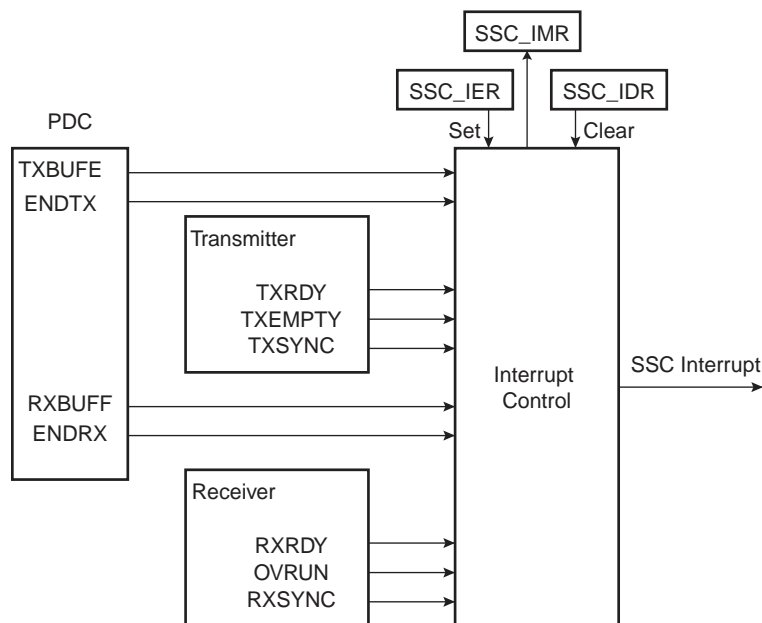 SSC_IMR
SSC_IER
SSC_IDR
Set
Clear
PDC
TXBUFE
ENDTX
Transmitter
TXRDY
TXEMPTY
TXSYNC
RXBUFF
ENDRX
Interrupt
Control
SSC Interrupt
Receiver
RXRDY
OVRUN
RXSYNC